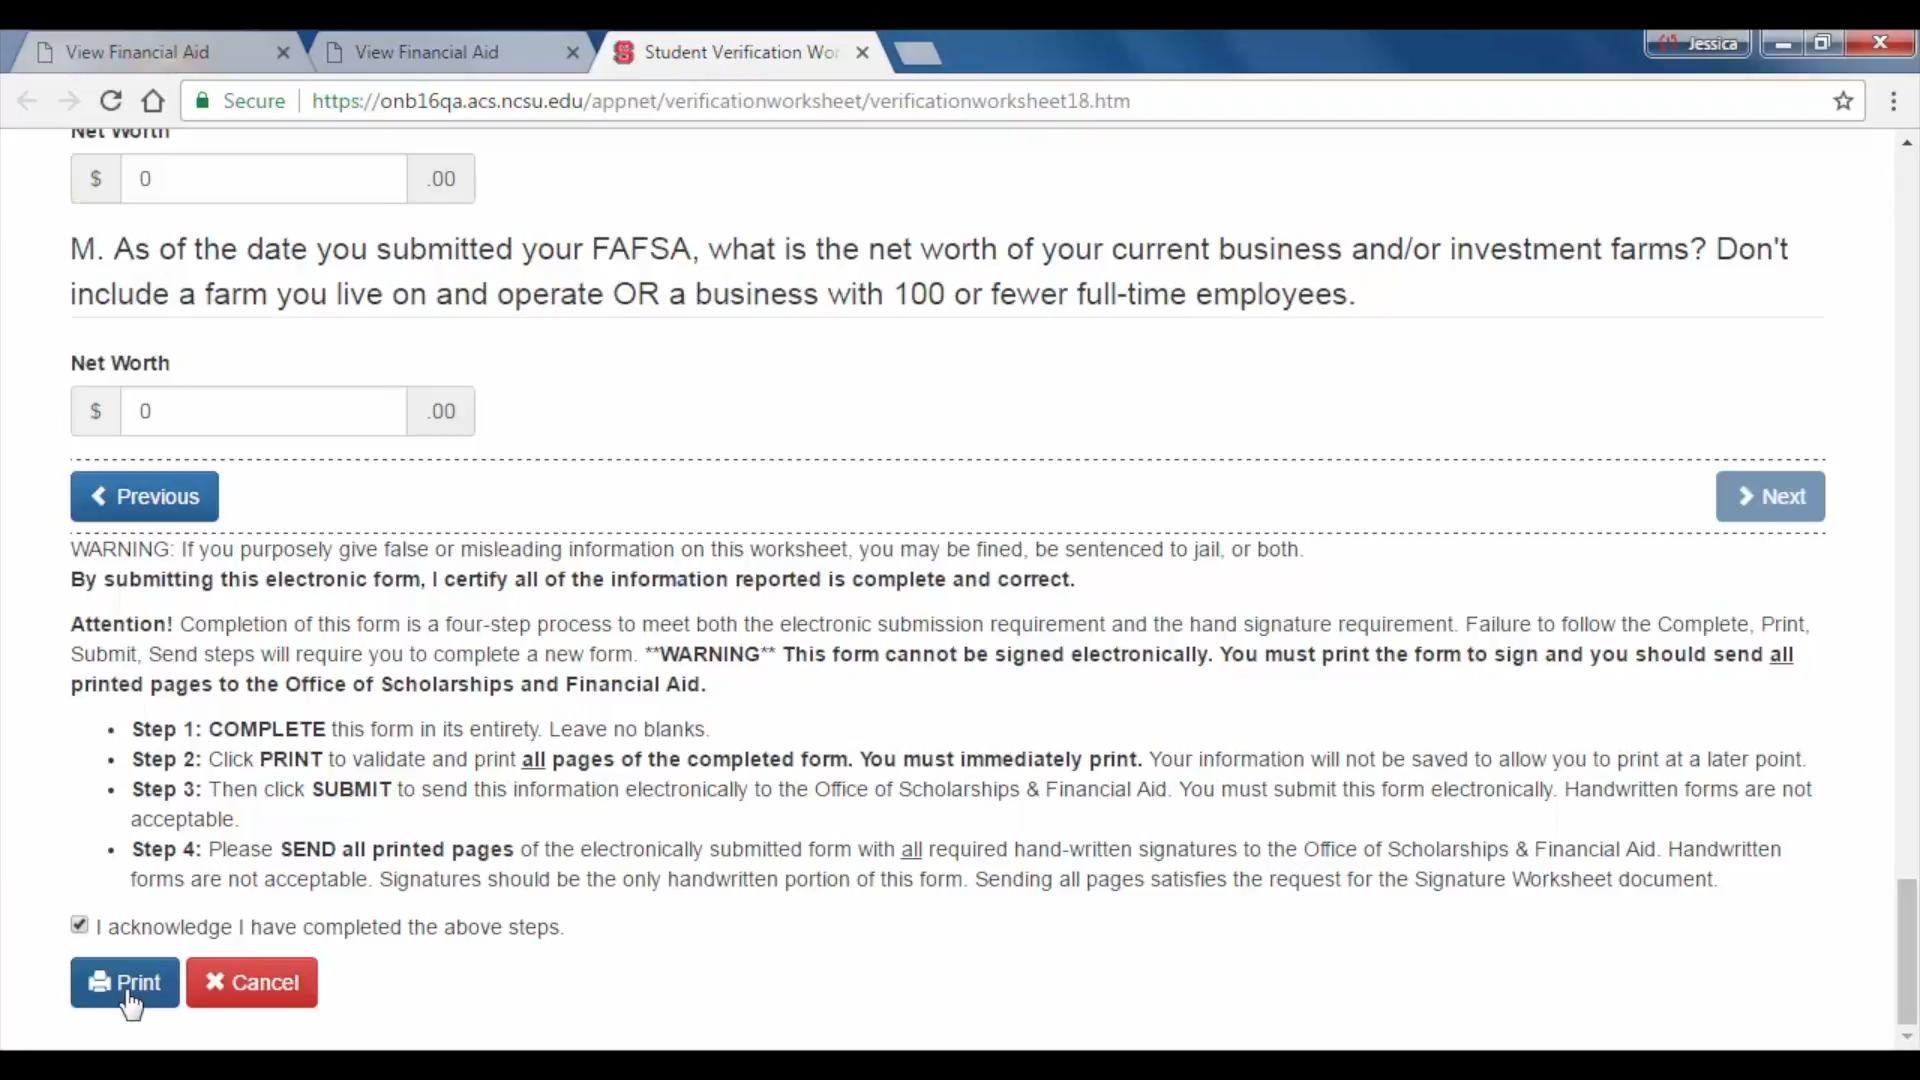 View Financial Aid
View Financial Aid
Student Verification Wor
Jessica
Secure
https://onb16qa.acs.ncsu.edu/appnet/verificationworksheet/verificationworksheet18.htm
Net Worth
$ 0 .00
M. As of the date you submitted your FAFSA, what is the net worth of your current business and/or investment farms? Don't
include a farm you live on and operate OR a business with 100 or fewer full-time employees.
Net Worth
$ 0 .00
Previous
Next
WARNING: If you purposely give false or misleading information on this worksheet, you may be fined, be sentenced to jail, or both.
By submitting this electronic form, I certify all of the information reported is complete and correct.
Attention! Completion of this form is a four-step process to meet both the electronic submission requirement and the hand signature requirement. Failure to follow the Complete, Print,
Submit, Send steps will require you to complete a new form. **WARNING** This form cannot be signed electronically. You must print the form to sign and you should send all
printed pages to the Office of Scholarships and Financial Aid.
• Step 1: COMPLETE this form in its entirety. Leave no blanks.
• Step 2: Click PRINT to validate and print all pages of the completed form. You must immediately print. Your information will not be saved to allow you to print at a later point.
• Step 3: Then click SUBMIT to send this information electronically to the Office of Scholarships & Financial Aid. You must submit this form electronically. Handwritten forms are not
acceptable.
• Step 4: Please SEND all printed pages of the electronically submitted form with all required hand-written signatures to the Office of Scholarships & Financial Aid. Handwritten
forms are not acceptable. Signatures should be the only handwritten portion of this form. Sending all pages satisfies the request for the Signature Worksheet document.
I acknowledge I have completed the above steps.
Print
Cancel